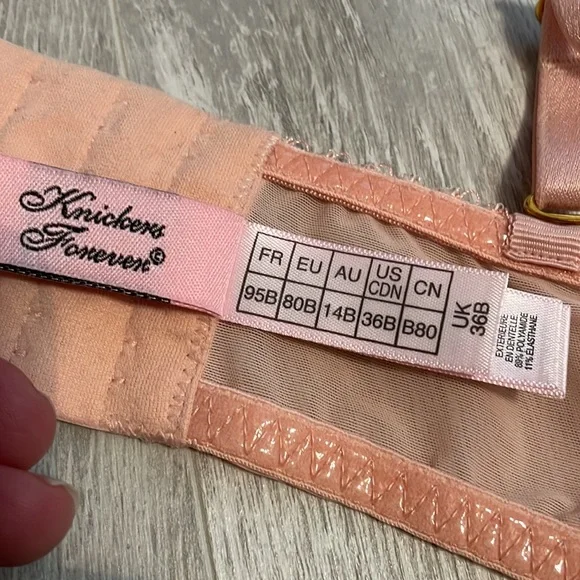 Knickers
Forever©
FR EU AU US CDN CN
95B 80B 14B 36B B80
UK 36B
EXTERIEURE
EN DENTELLE
89% POLYAMIDE
11% ELASTHANE